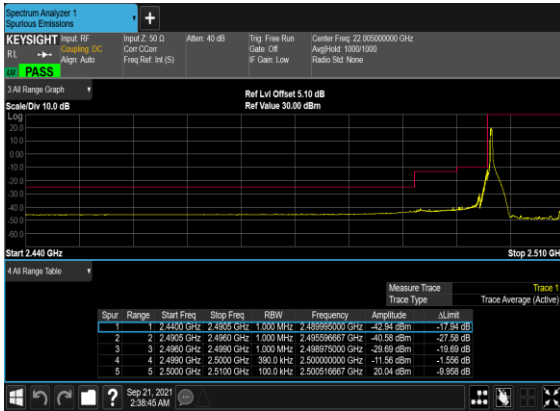 Spectrum Analyzer 1
Spurious Emissions
+
KEYSIGHT Input: RF Input Z: 50 Ω Atten: 40 dB Trig: Free Run Center Freq: 22.005000000 GHz
RL Coupling: DC Corr CCorr Gate: Off Avg|Hold: 1000/1000
Align: Auto Freq Ref: Int (S) IF Gain: Low Radio Std: None
PASS
3 All Range Graph
Ref Lvl Offset 5.10 dB
Scale/Div 10.0 dB Ref Value 30.00 dBm
Log
20.0
10.0
0.00
-10.0
-20.0
-30.0
-40.0
-50.0
-60.0
Start 2.440 GHz Stop 2.510 GH
4 All Range Table
Measure Trace Trace 1
Trace Type Trace Average (Active)
Spur Range Start Freq Stop Freq RBW Frequency Amplitude ΔLimit
1 1 2.4400 GHz 2.4905 GHz 1.000 MHz 2.489995000 GHz -42.94 dBm -17.94 dB
2 2 2.4905 GHz 2.4960 GHz 1.000 MHz 2.495596667 GHz -40.58 dBm -27.58 dB
3 3 2.4960 GHz 2.4990 GHz 1.000 MHz 2.498975000 GHz -29.69 dBm -19.69 dB
4 4 2.4990 GHz 2.5000 GHz 390.0 kHz 2.500000000 GHz -11.56 dBm -1.556 dB
5 5 2.5000 GHz 2.5100 GHz 100.0 kHz 2.500516667 GHz 20.04 dBm -9.958 dB
?
Sep 21, 2021
2:38:45 AM